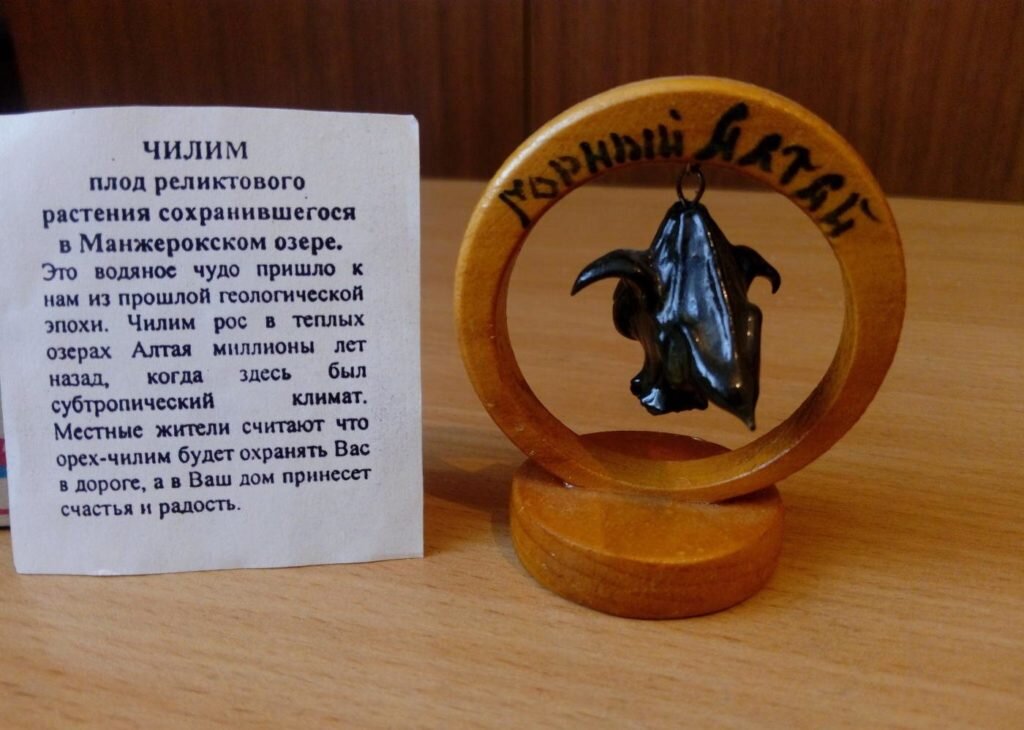 ЧИЛИМ
плод реликтового
растения сохранившегося
в Манжерокском озере.
Это водяное чудо пришло к
нам из прошлой геологической
эпохи. Чилим рос в теплых
озерах Алтая миллионы лет
назад, когда здесь был
субтропический климат.
Местные жители считают что
орех-чилим будет охранять Вас
в дороге, а в Ваш дом принесет
счастья и радость.
ГОРНЫЙ АЛТАЙ